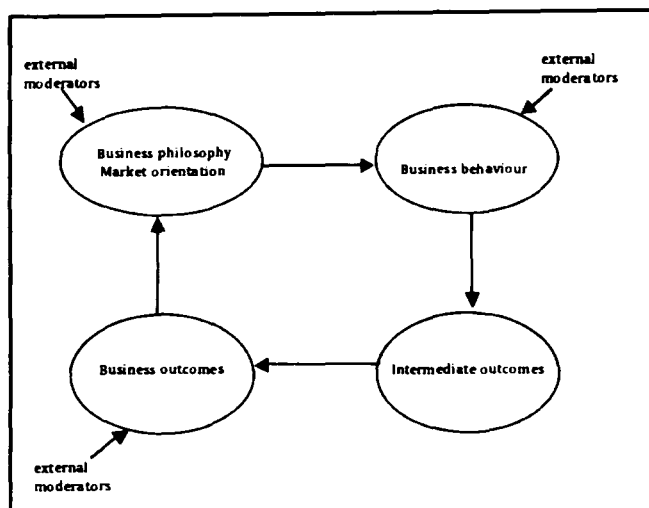 external
moderators
external
moderators
Business philosophy
Market orientation
Business behaviour
Business outcomes
Intermediate outcomes
external
moderators